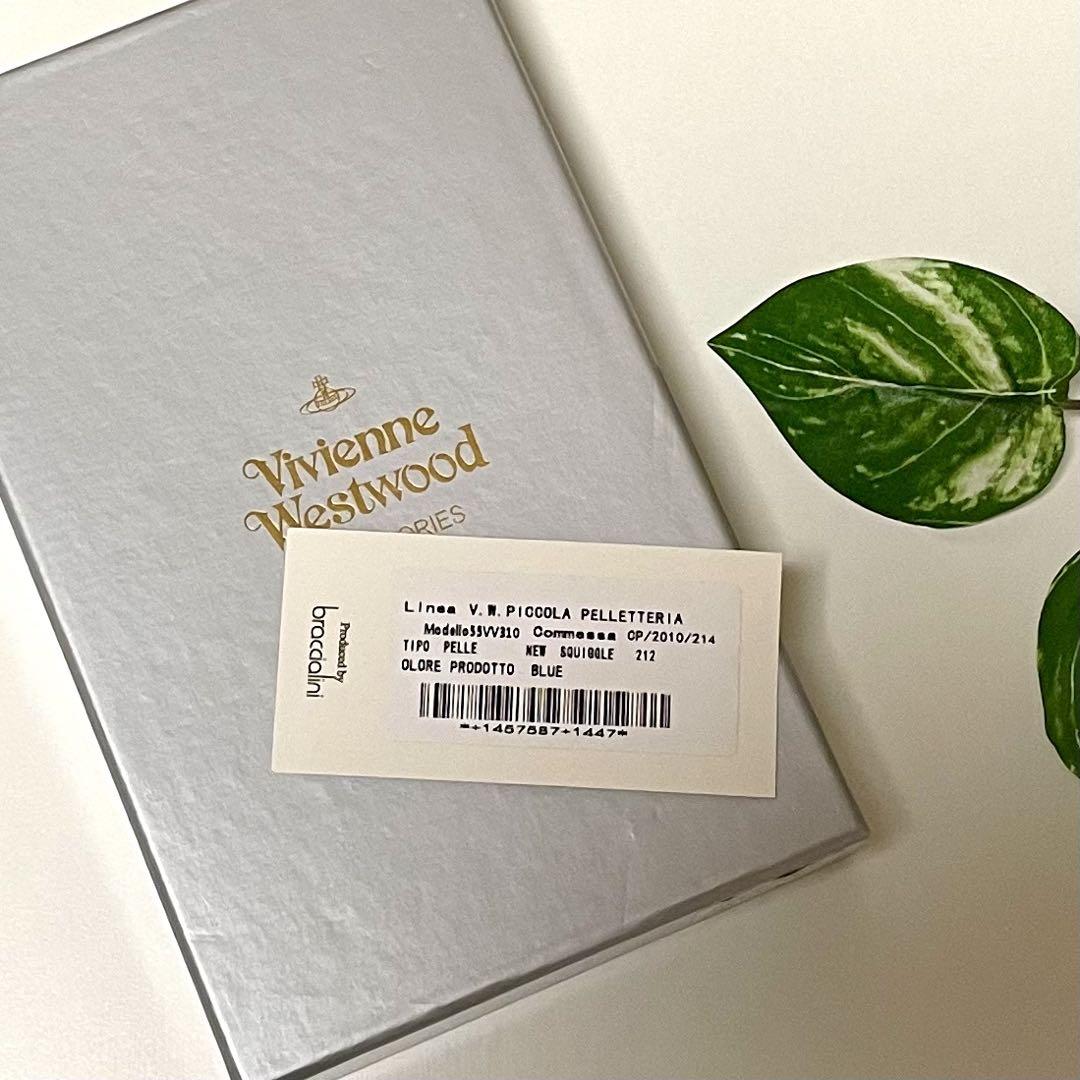 Vivienne
Westwood
ORIES
Produced by
braccialini
Linea V.W.PICCOLA PELLETTERIA
Modello55VV310 Commessa CP/2010/214
TIPO PELLE NEW SQUIGGLE 212
OLORE PRODOTTO BLUE
*+1457587+1447*